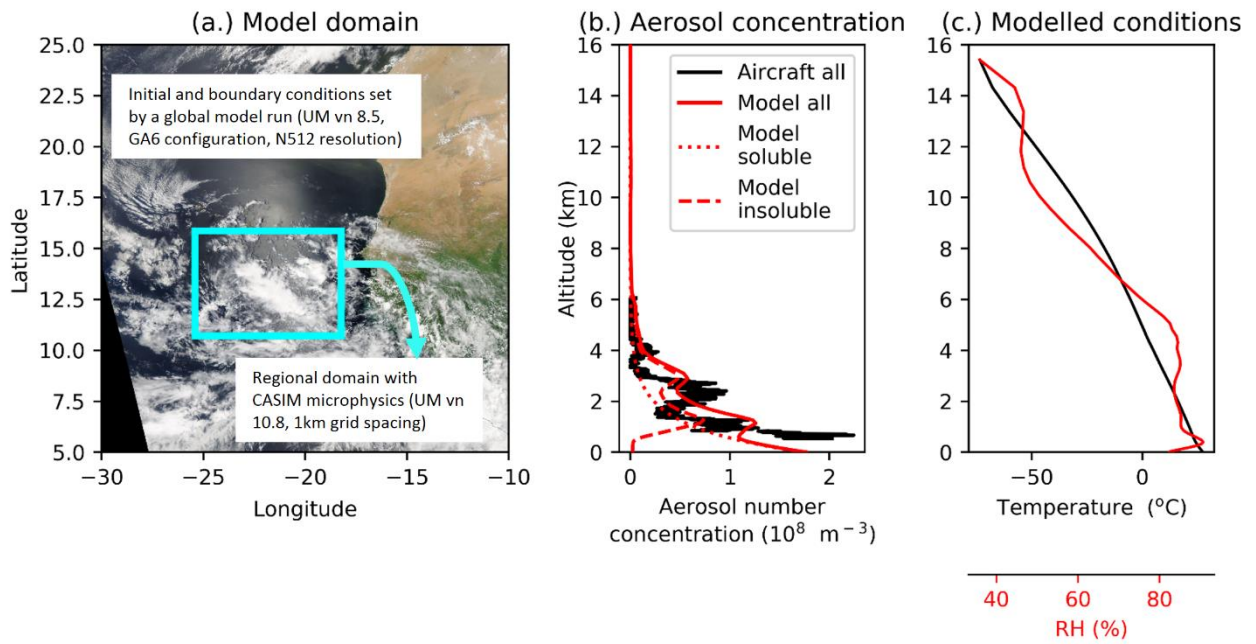 (a.) Model domain
25.0
22.5
20.0
17.5
15.0
12.5
10.0
7.5
5.0
Latitude
Initial and boundary conditions set
by a global model run (UM vn 8.5,
GA6 configuration, N512 resolution)
Regional domain with
CASIM microphysics (UM vn
10.8, 1km grid spacing)
−30 −25 −20 −15 −10
Longitude
(b.) Aerosol concentration
16
14
12
10
8
6
4
2
0
Altitude (km)
Aircraft all
Model all
Model
soluble
Model
insoluble
0 1 2
Aerosol number
concentration (10⁸ m⁻³)
(c.) Modelled conditions
16
14
12
10
8
6
4
2
0
−50 0
Temperature (°C)
40 60 80
RH (%)